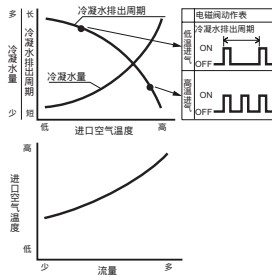 多
长
冷凝水排出周期
冷凝水量
冷凝水排出周期
冷凝水量
少
短
低
高
进口空气温度
电磁阀动作表
冷凝水排出周期
低温进气
ON
OFF
高温进气
ON
OFF
高
进口空气温度
低
少
多
流量